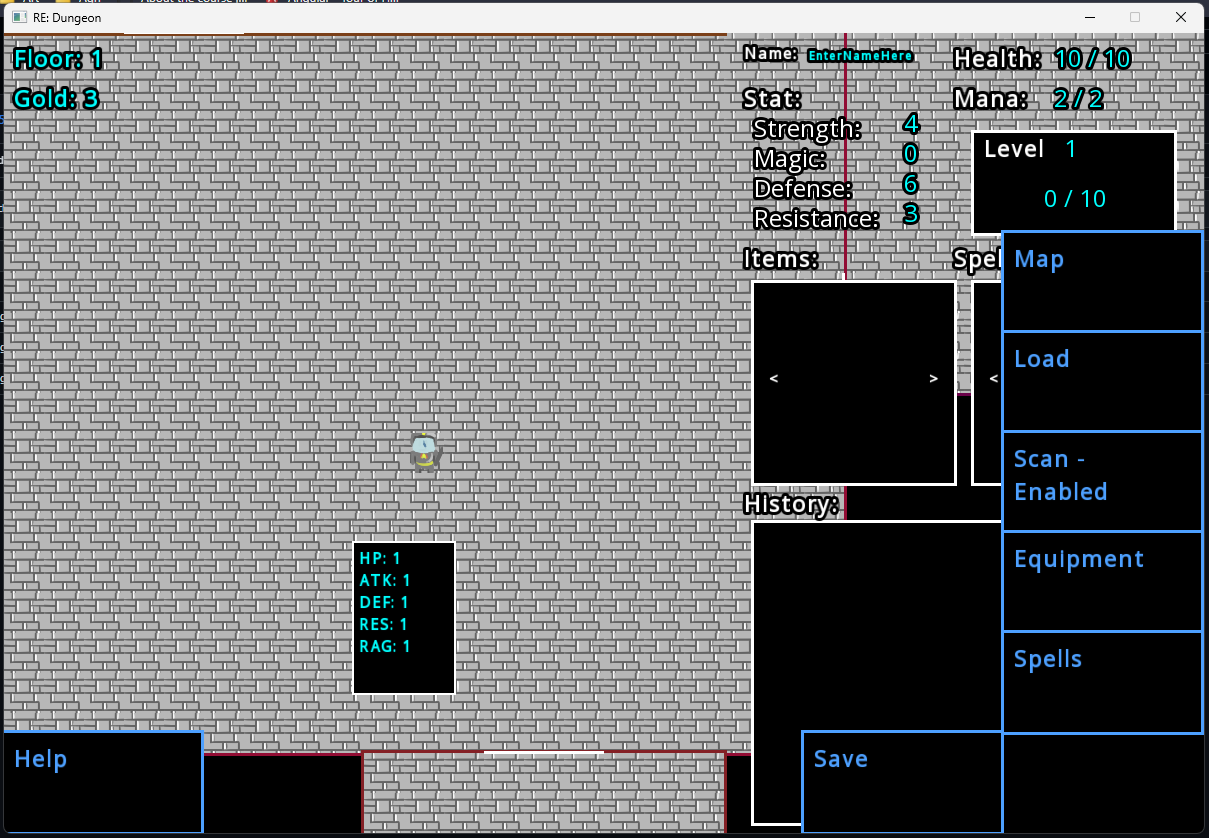 RE: Dungeon
Floor: 1
Gold: 3
Name: EnterNameHere
Health: 10 / 10
Stat:
Mana: 2 / 2
Strength: 4
Magic: 0
Defense: 6
Resistance: 3
Level 1
0 / 10
Items:
Spel
< >
<
History:
Map
Load
Scan -
Enabled
Equipment
Spells
HP: 1
ATK: 1
DEF: 1
RES: 1
RAG: 1
Help
Save